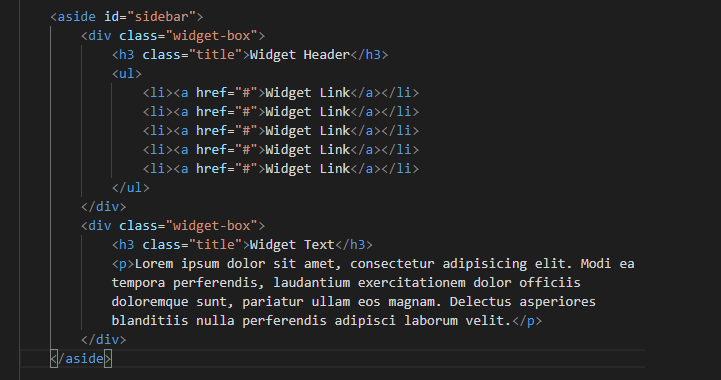 <aside id="sidebar">
<div class="widget-box">
<h3 class="title">Widget Header</h3>
<ul>
<li><a href="#">Widget Link</a></li>
<li><a href="#">Widget Link</a></li>
<li><a href="#">Widget Link</a></li>
<li><a href="#">Widget Link</a></li>
<li><a href="#">Widget Link</a></li>
</ul>
</div>
<div class="widget-box">
<h3 class="title">Widget Text</h3>
<p>Lorem ipsum dolor sit amet, consectetur adipisicing elit. Modi ea
tempora perferendis, laudantium exercitationem dolor officiis
doloremque sunt, pariatur ullam eos magnam. Delectus asperiores
blanditiis nulla perferendis adipisci laborum velit.</p>
</div>
</aside>